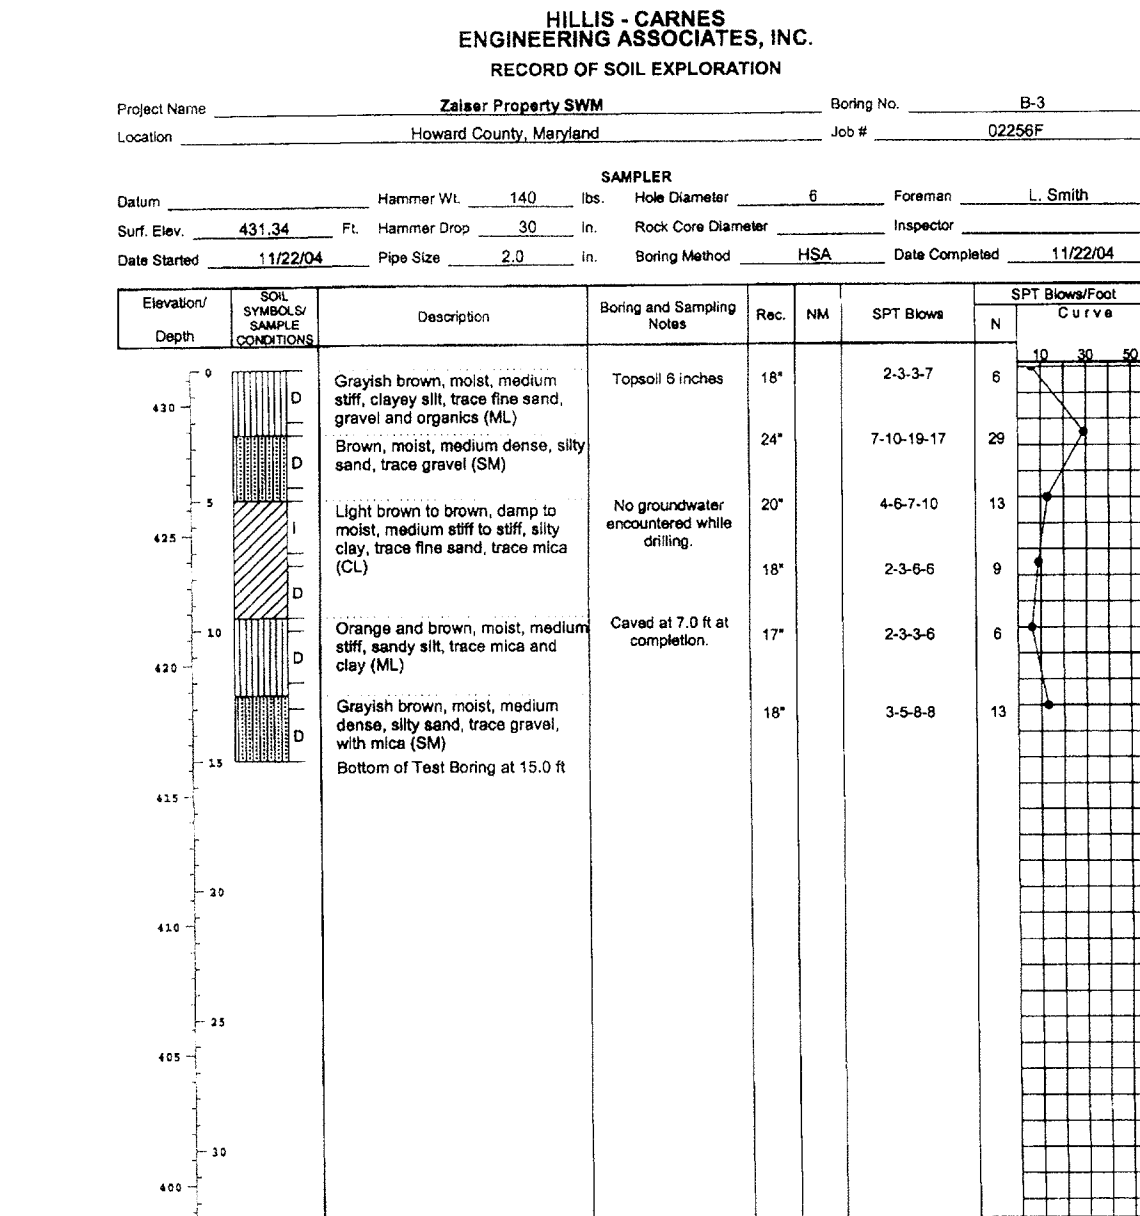 HILLIS - CARNES
ENGINEERING ASSOCIATES, INC.
RECORD OF SOIL EXPLORATION
Project Name Zaiser Property SWM Boring No. B-3
Location Howard County, Maryland Job # 02256F
SAMPLER
Datum Hammer Wt. 140 lbs. Hole Diameter 6 Foreman L. Smith
Surf. Elev. 431.34 Ft. Hammer Drop 30 in. Rock Core Diameter Inspector
Date Started 11/22/04 Pipe Size 2.0 in. Boring Method HSA Date Completed 11/22/04
Elevation/
Depth
SOIL
SYMBOLS/
SAMPLE
CONDITIONS
Description
Boring and Sampling
Notes
Rec.
NM
SPT Blows
SPT Blows/Foot
N
Curve
10 30 50
0
D
Grayish brown, moist, medium
stiff, clayey silt, trace fine sand,
gravel and organics (ML)
Topsoil 6 inches
18"
2-3-3-7
6
430
D
Brown, moist, medium dense, silty
sand, trace gravel (SM)
24"
7-10-19-17
29
5
I
Light brown to brown, damp to
moist, medium stiff to stiff, silty
clay, trace fine sand, trace mica
(CL)
No groundwater
encountered while
drilling.
20"
4-6-7-10
13
425
D
18"
2-3-6-6
9
10
D
Orange and brown, moist, medium
stiff, sandy silt, trace mica and
clay (ML)
Caved at 7.0 ft at
completion.
17"
2-3-3-6
6
420
D
Grayish brown, moist, medium
dense, silty sand, trace gravel,
with mica (SM)
18"
3-5-8-8
13
15
Bottom of Test Boring at 15.0 ft
415
20
410
25
405
30
400